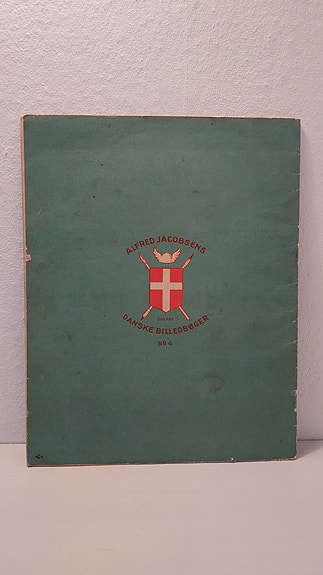 ALFRED JACOBSENS
DANSKE BILLEDBØGER
No 6